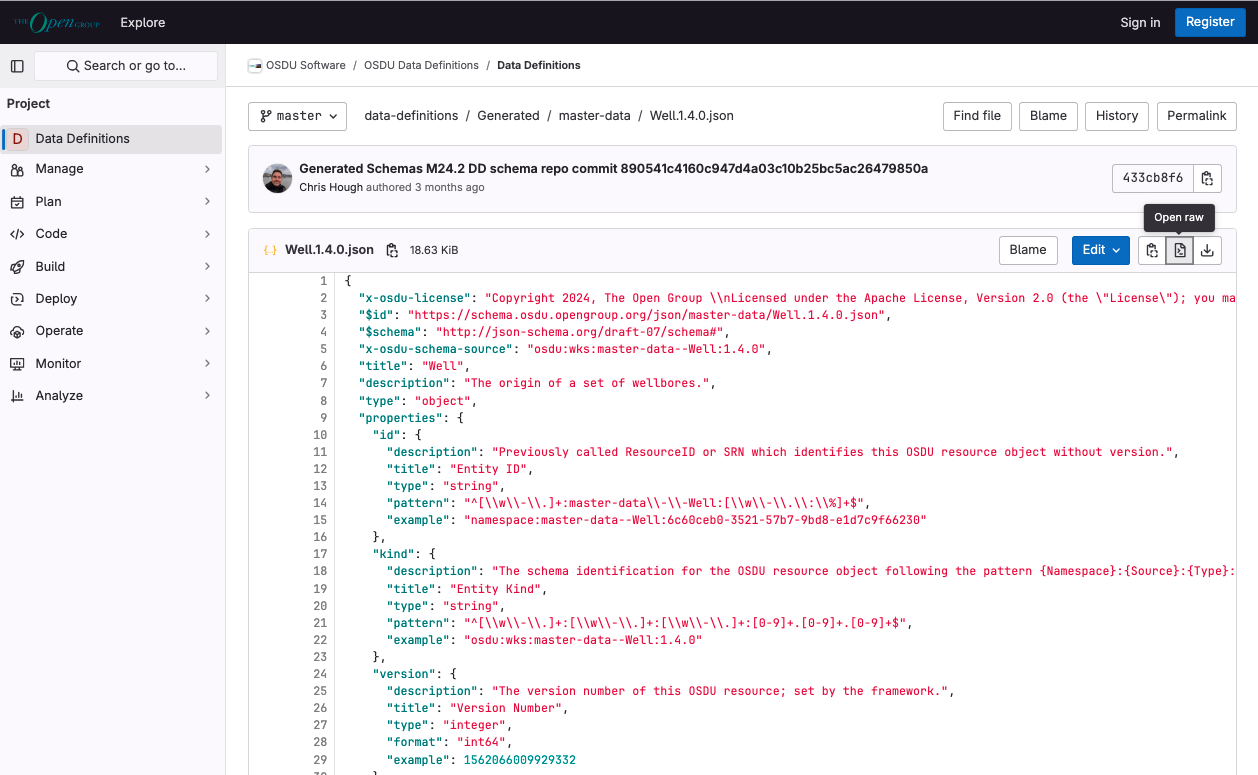 THE Open GROUP
Explore
Sign in
Register
Search or go to...
OSDU Software / OSDU Data Definitions / Data Definitions
Project
D Data Definitions
Manage
Plan
Code
Build
Deploy
Operate
Monitor
Analyze
master
data-definitions / Generated / master-data / Well.1.4.0.json
Find file
Blame
History
Permalink
Generated Schemas M24.2 DD schema repo commit 890541c4160c947d4a03c10b25bc5ac26479850a
Chris Hough authored 3 months ago
433cb8f6
Open raw
{..} Well.1.4.0.json 18.63 KiB
Blame
Edit
1 {
2 "x-osdu-license": "Copyright 2024, The Open Group \\nLicensed under the Apache License, Version 2.0 (the \"License\"); you ma
3 "$id": "https://schema.osdu.opengroup.org/json/master-data/Well.1.4.0.json",
4 "$schema": "http://json-schema.org/draft-07/schema#",
5 "x-osdu-schema-source": "osdu:wks:master-data--Well:1.4.0",
6 "title": "Well",
7 "description": "The origin of a set of wellbores.",
8 "type": "object",
9 "properties": {
10 "id": {
11 "description": "Previously called ResourceID or SRN which identifies this OSDU resource object without version.",
12 "title": "Entity ID",
13 "type": "string",
14 "pattern": "^[\\w\\-\\.]+:master-data\\-\\-Well:[\\w\\-\\.\\:\\%]+$",
15 "example": "namespace:master-data--Well:6c60ceb0-3521-57b7-9bd8-e1d7c9f66230"
16 },
17 "kind": {
18 "description": "The schema identification for the OSDU resource object following the pattern {Namespace}:{Source}:{Type}:
19 "title": "Entity Kind",
20 "type": "string",
21 "pattern": "^[\\w\\-\\.]+:[\\w\\-\\.]+:[\\w\\-\\.]+:[0-9]+.[0-9]+.[0-9]+$",
22 "example": "osdu:wks:master-data--Well:1.4.0"
23 },
24 "version": {
25 "description": "The version number of this OSDU resource; set by the framework.",
26 "title": "Version Number",
27 "type": "integer",
28 "format": "int64",
29 "example": 1562066009929332